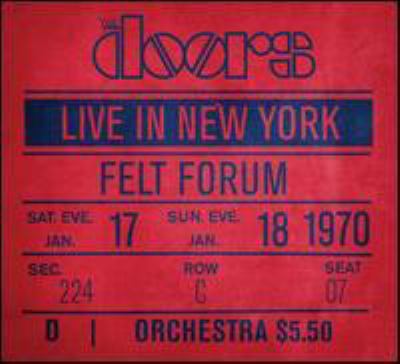 The doors
LIVE IN NEW YORK
FELT FORUM
SAT. EVE. JAN. 17 SUN. EVE. JAN. 18 1970
SEC. ROW SEAT
224 C 07
D | ORCHESTRA $5.50